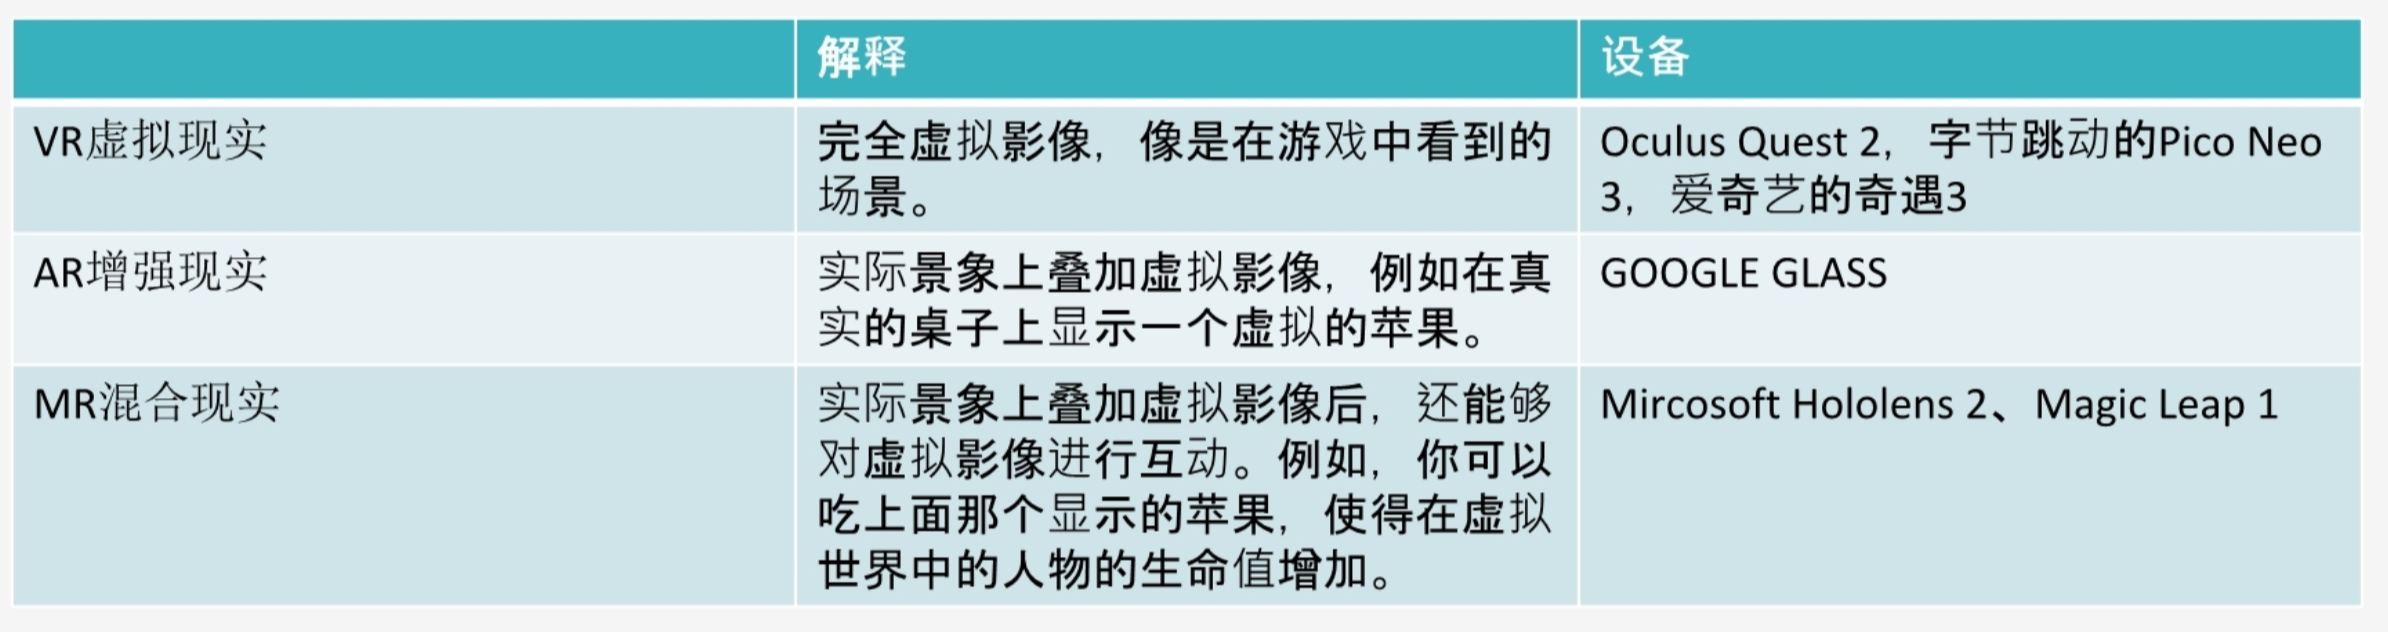 解释
设备
VR虚拟现实
完全虚拟影像，像是在游戏中看到的
场景。
Oculus Quest 2，字节跳动的Pico Neo
3，爱奇艺的奇遇3
AR增强现实
实际景象上叠加虚拟影像，例如在真
实的桌子上显示一个虚拟的苹果。
GOOGLE GLASS
MR混合现实
实际景象上叠加虚拟影像后，还能够
对虚拟影像进行互动。例如，你可以
吃上面那个显示的苹果，使得在虚拟
世界中的人物的生命值增加。
Mircosoft Hololens 2、Magic Leap 1